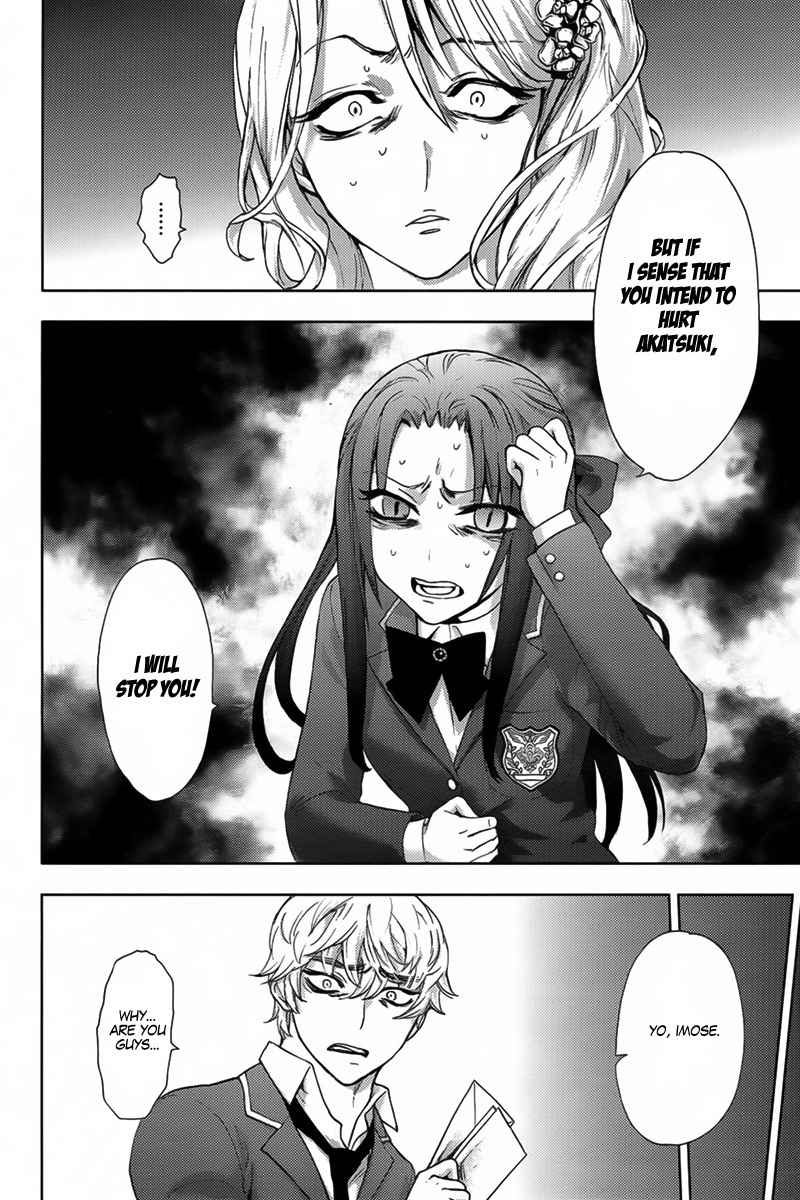 BUT IF
I SENSE THAT
YOU INTEND TO
HURT
AKATSUKI,
......
I WILL
STOP YOU!
YO, IMOSE.
WHY...
ARE YOU
GUYS...